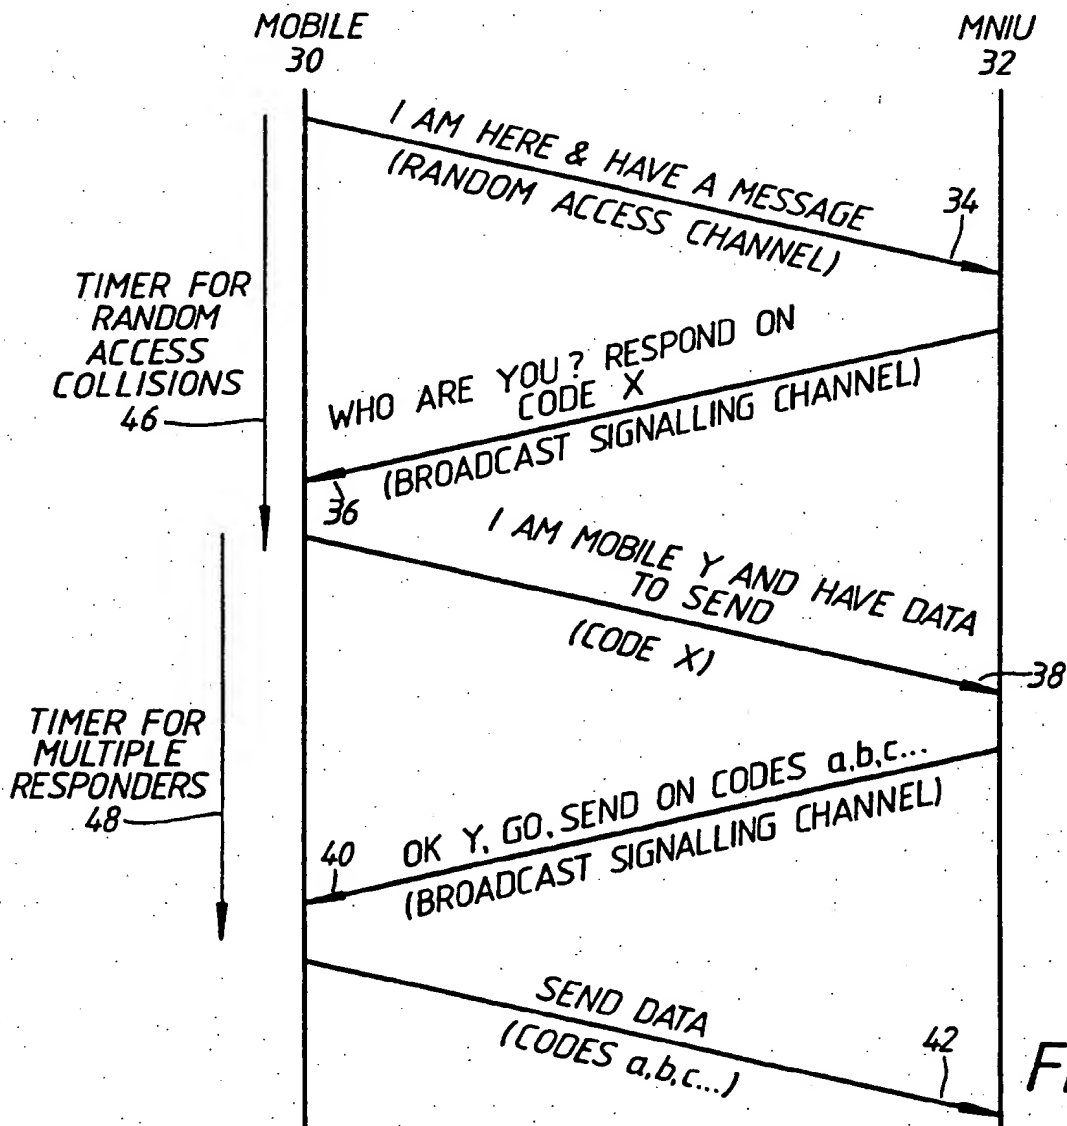 MOBILE
30
MNIU
32
I AM HERE & HAVE A MESSAGE
(RANDOM ACCESS CHANNEL)
34
TIMER FOR
RANDOM
ACCESS
COLLISIONS
46
WHO ARE YOU? RESPOND ON
CODE X
(BROADCAST SIGNALLING CHANNEL)
36
I AM MOBILE Y AND HAVE DATA
TO SEND
(CODE X)
38
TIMER FOR
MULTIPLE
RESPONDERS
48
OK Y, GO. SEND ON CODES a,b,c...
(BROADCAST SIGNALLING CHANNEL)
40
SEND DATA
(CODES a,b,c...)
42